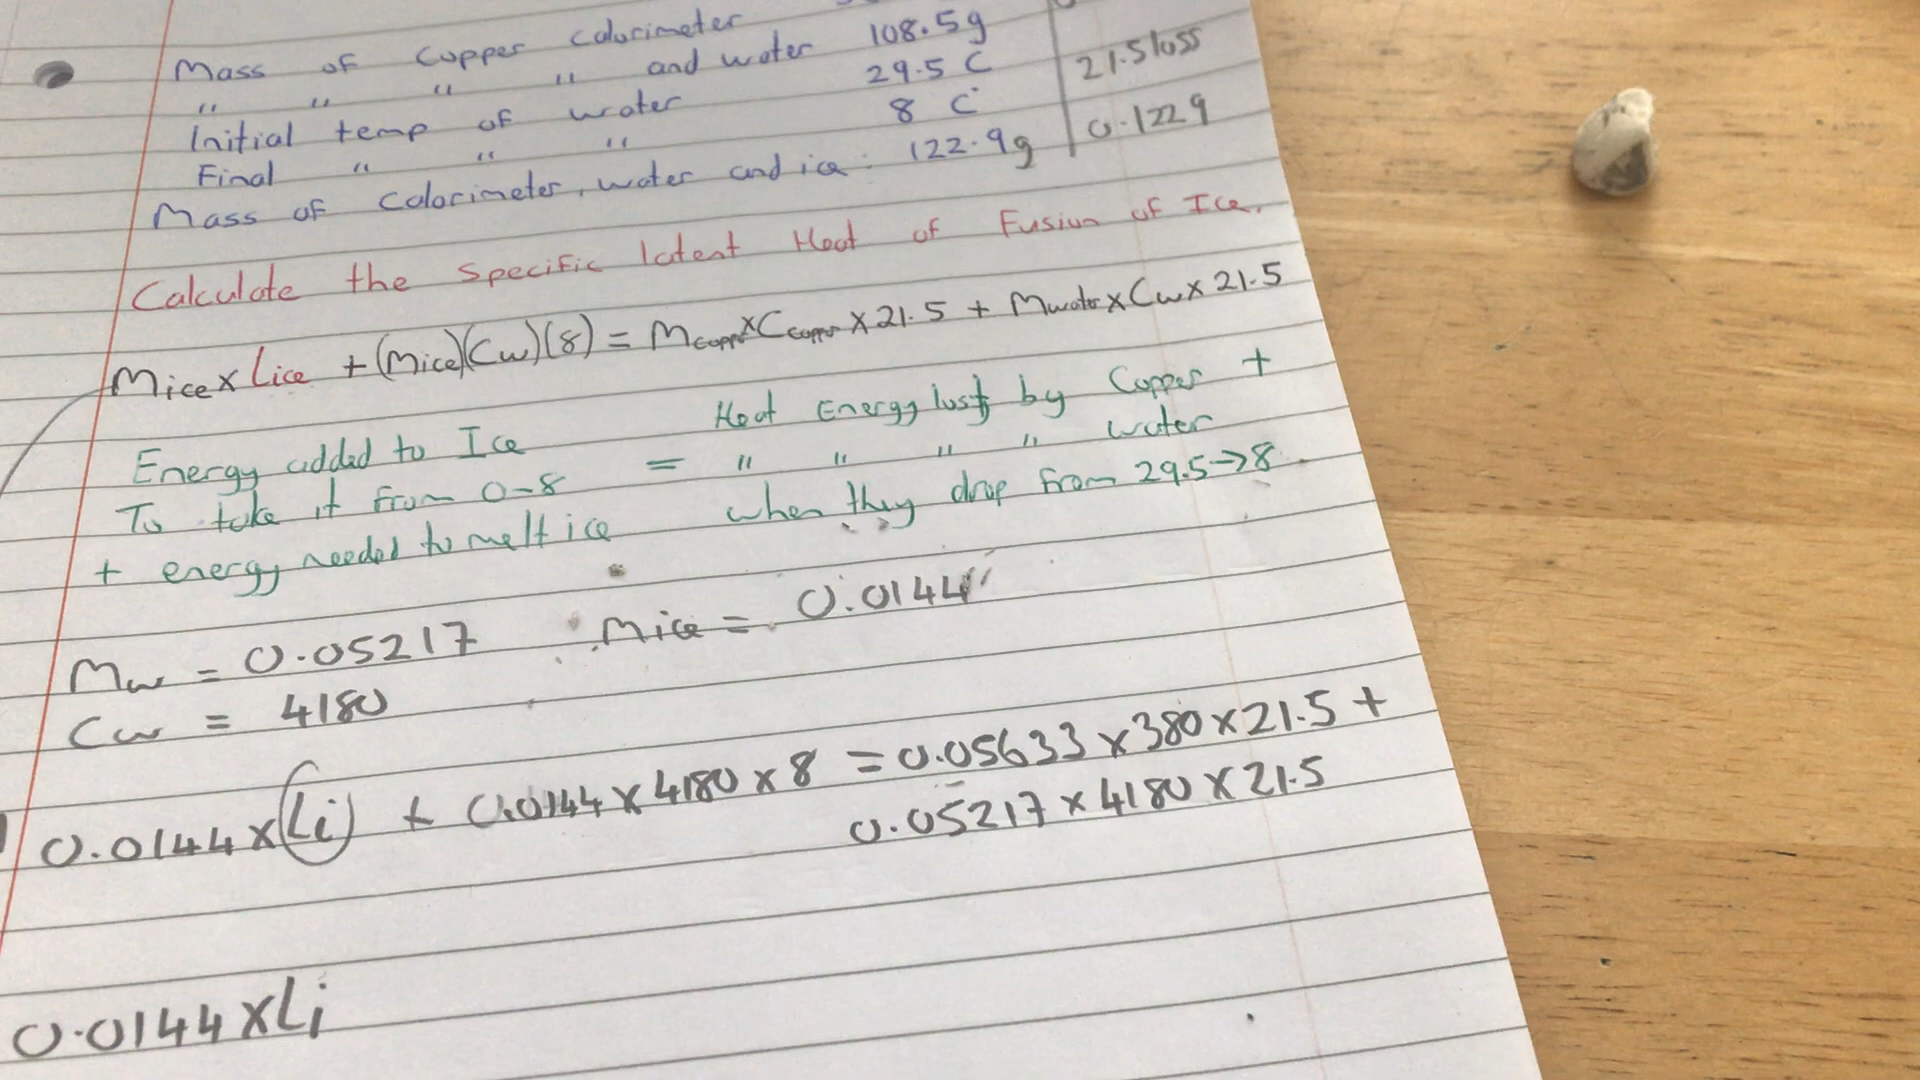 Mass of Copper Calorimeter
" " " " and water 108.5g
Initial temp of water 29.5 C
Final " " " 8 C
Mass of Calorimeter, water and ice: 122.9g
21.5 loss
0.1229
Calculate the Specific latent Heat of Fusion of Ice.
Mice x Lice + (Mice)(Cw)(8) = Mcopper x Ccopper x 21.5 + Mwater x Cw x 21.5
Energy added to Ice
To take it from 0-8
+ energy needed to melt ice
=
Heat Energy lost by Copper +
" " " " water
when they drop from 29.5→8
Mw = 0.05217 Mice = 0.0144
Cw = 4180
0.0144 x Li + 0.0144 x 4180 x 8 = 0.05633 x 380 x 21.5 +
0.05217 x 4180 x 21.5
0.0144 x Li